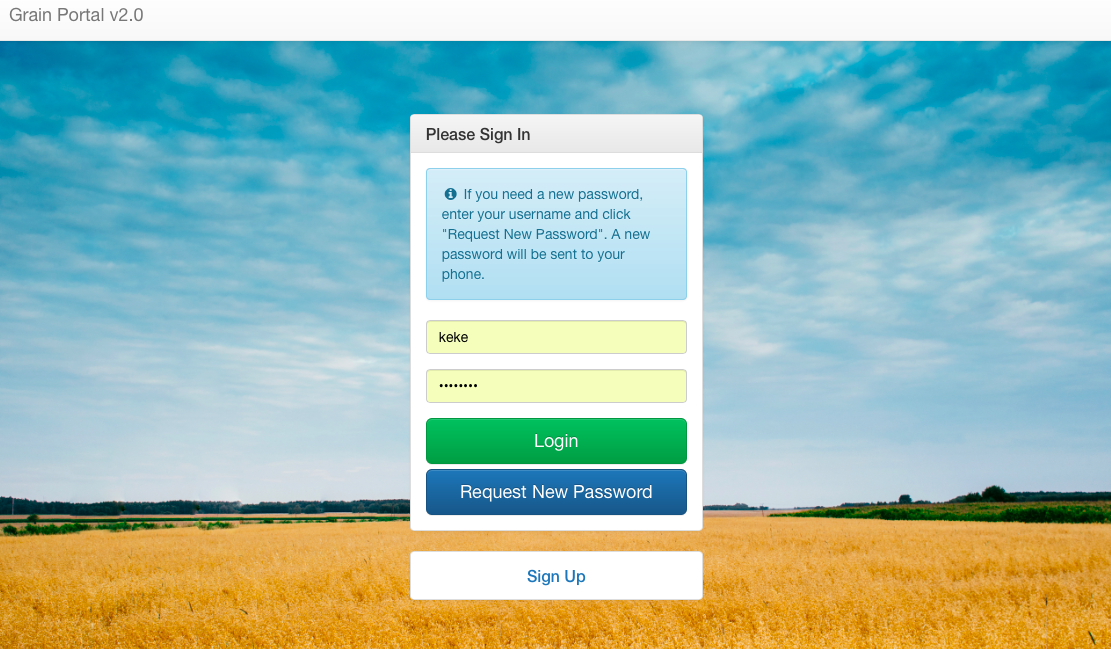 Grain Portal v2.0
Please Sign In
If you need a new password,
enter your username and click
"Request New Password". A new
password will be sent to your
phone.
keke
••••••••
Login
Request New Password
Sign Up